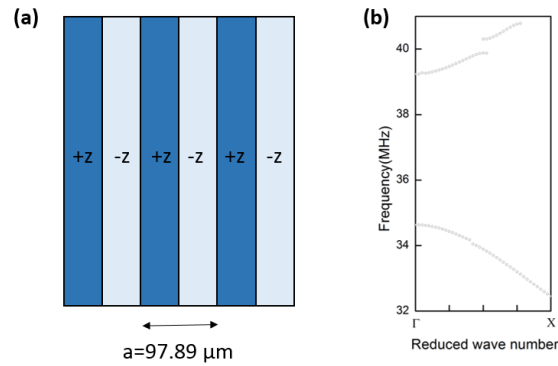 (a)
+z -z +z -z +z -z
a=97.89 μm
(b)
Frequency(MHz)
40
38
36
34
32
Γ X
Reduced wave number